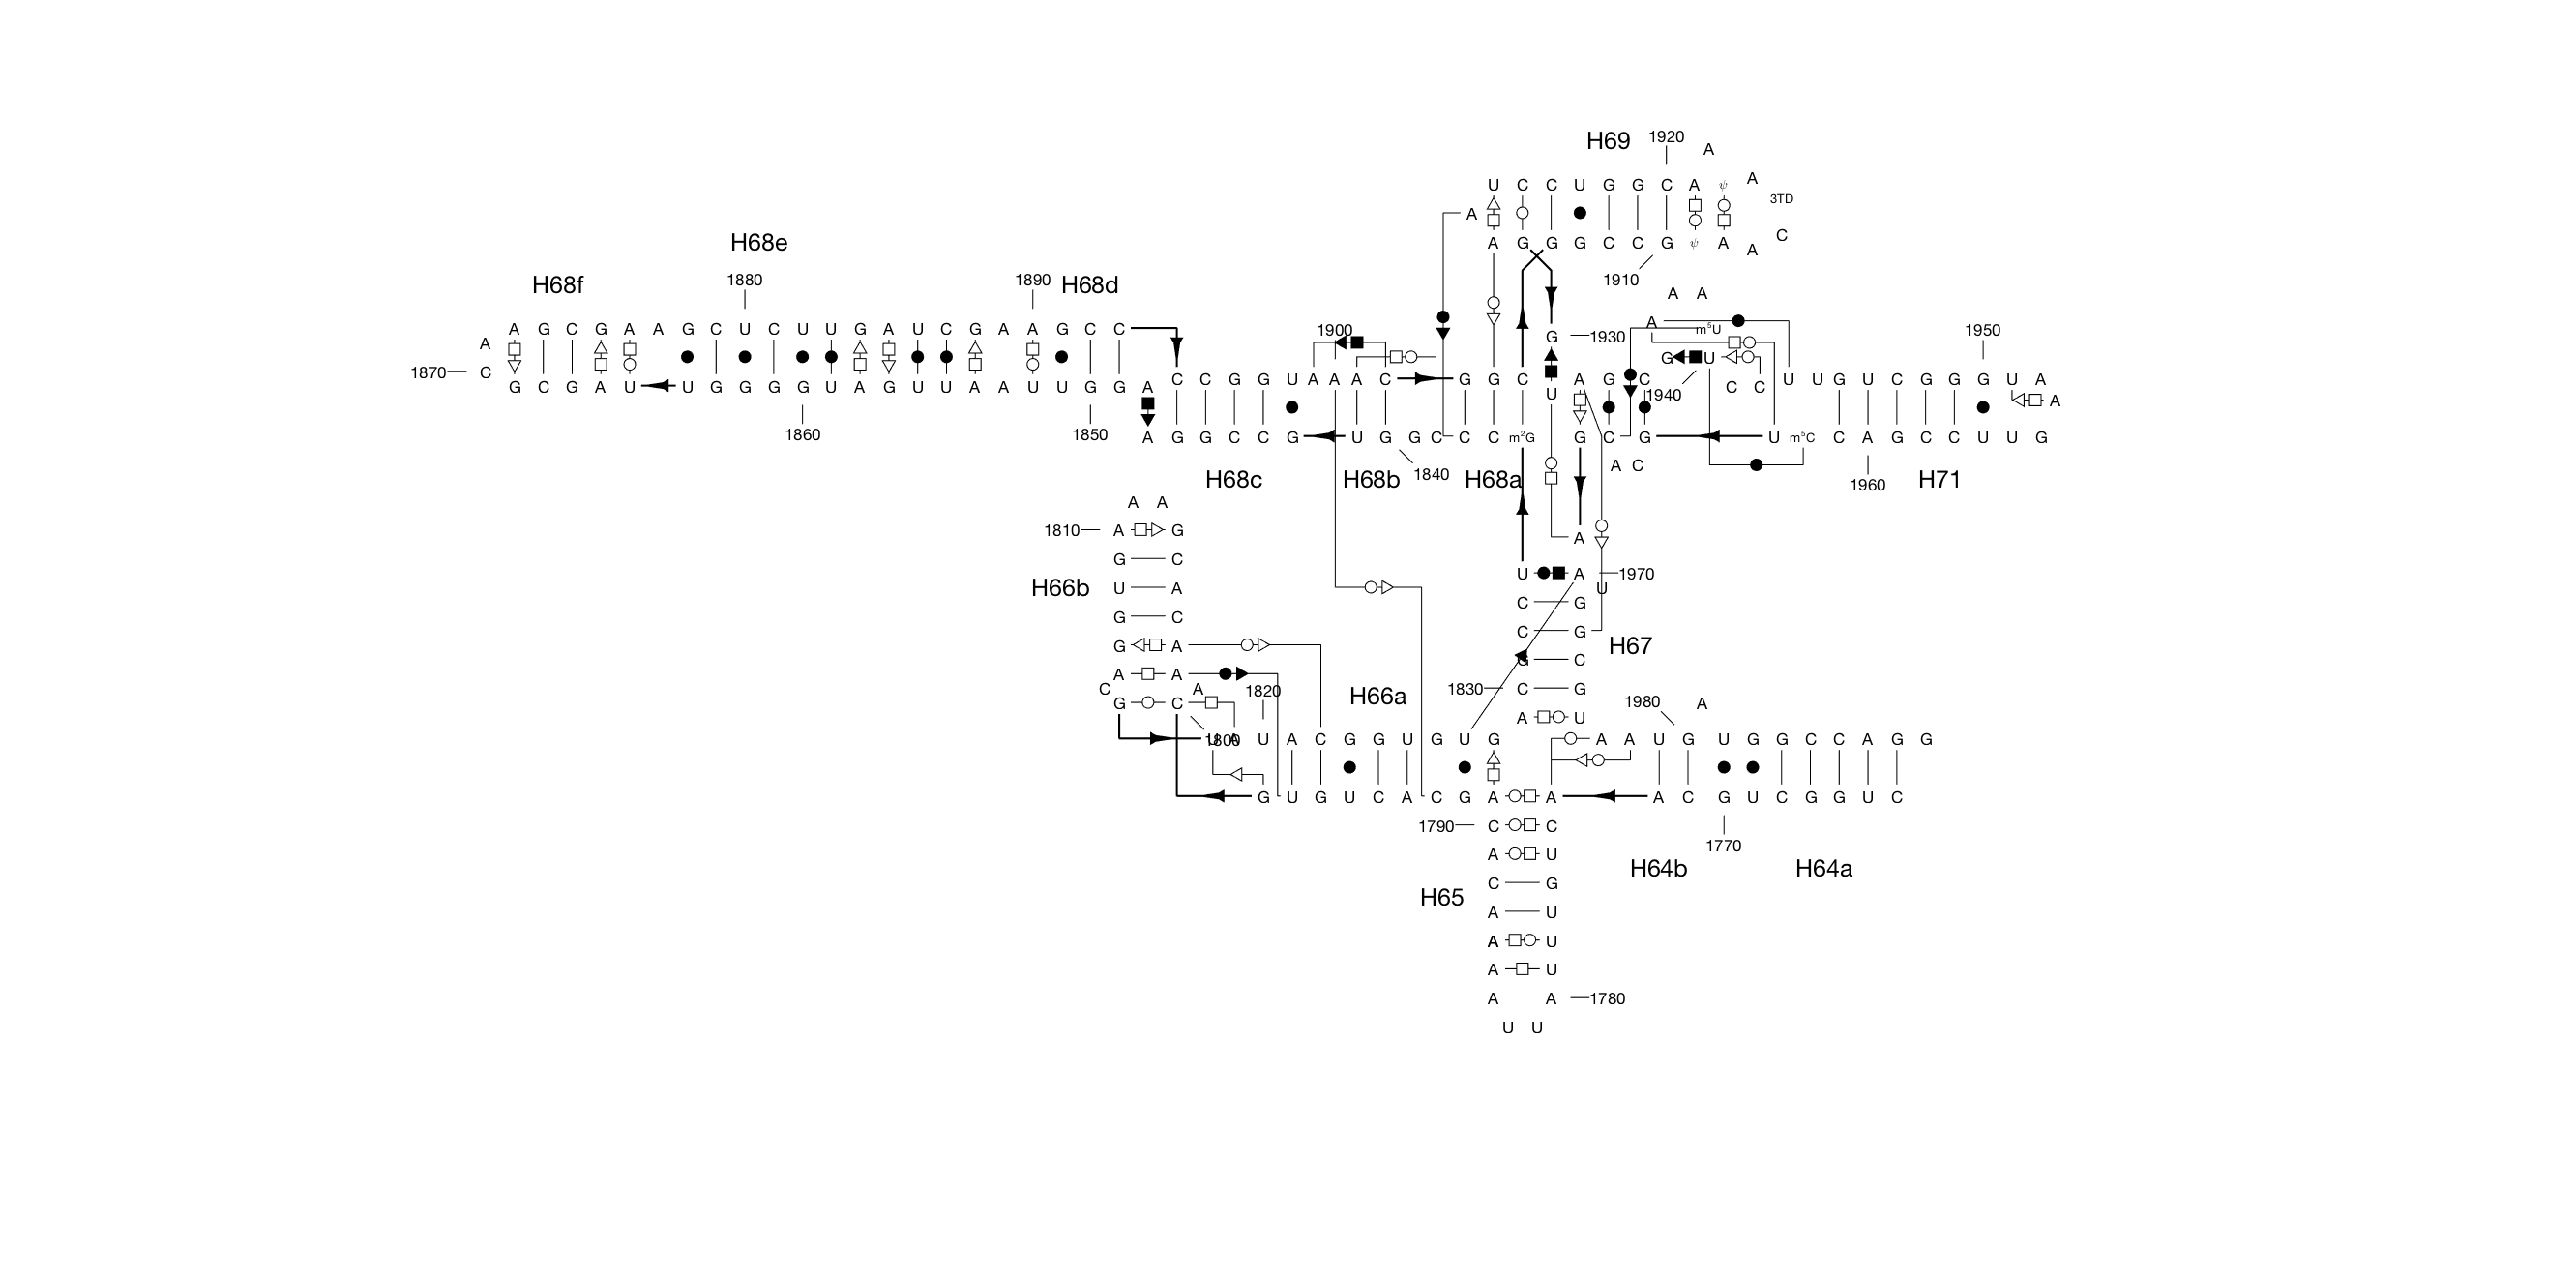 H69 1920 A
U C C U G G C A ψ A
3TD
A
A G G G C C G ψ A A C
H68e
1910
H68f 1880 1890 H68d
A A
A G C G A A G C U C U U G A U C G A A G C C
A m⁵U
1900
G 1930
1950
A
G U
1870 C
G C G A U U G G G G U A G U U A A U U G G A
C C G G U A A A C G G C U A G C 1940 C C U U G U C G G G U A
A
1860 1850
A G G C C G U G G C C C m²G G C G U m⁵C C A G C C U U G
A C
1840
H68c H68b H68a 1960 H71
A A
1810 A G
A
G C
U A 1970
H66b U A U
G C C G
G A C G H67
A A G C
C A 1820 H66a 1830 C G
G C 1980 A
A U
1800
U A U A C G G U G U G A A U G U G G C C A G G
G U G U C A C G A A A C G U C G G U C
1790 C C
1770
A U H64b H64a
C G
H65
A U
A U
A U
A A 1780
U U